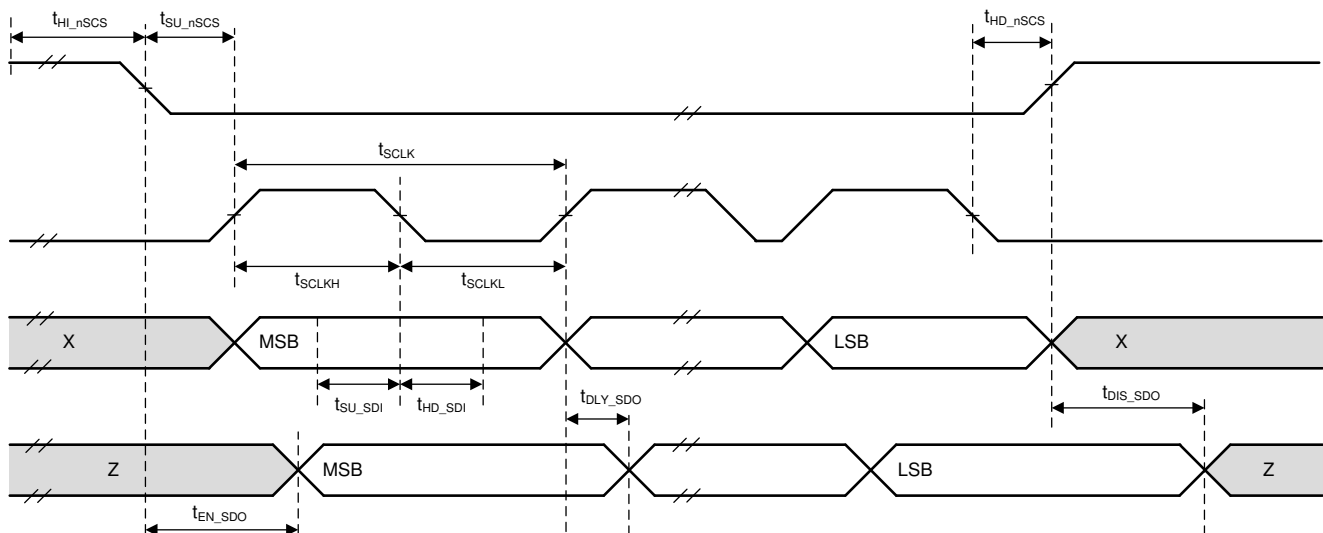 tHI_nSCS tSU_nSCS tHD_nSCS
tSCLK
tSCLKH tSCLKL
X MSB LSB X
tSU_SDI tHD_SDI tDLY_SDO tDIS_SDO
Z MSB LSB Z
tEN_SDO